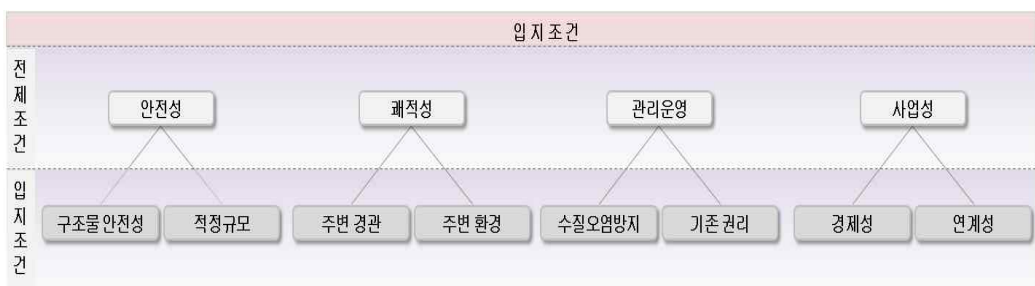 입지조건
전제조건
안전성
쾌적성
관리운영
사업성
입지조건
구조물 안전성
적정규모
주변 경관
주변 환경
수질오염방지
기존 권리
경제성
연계성